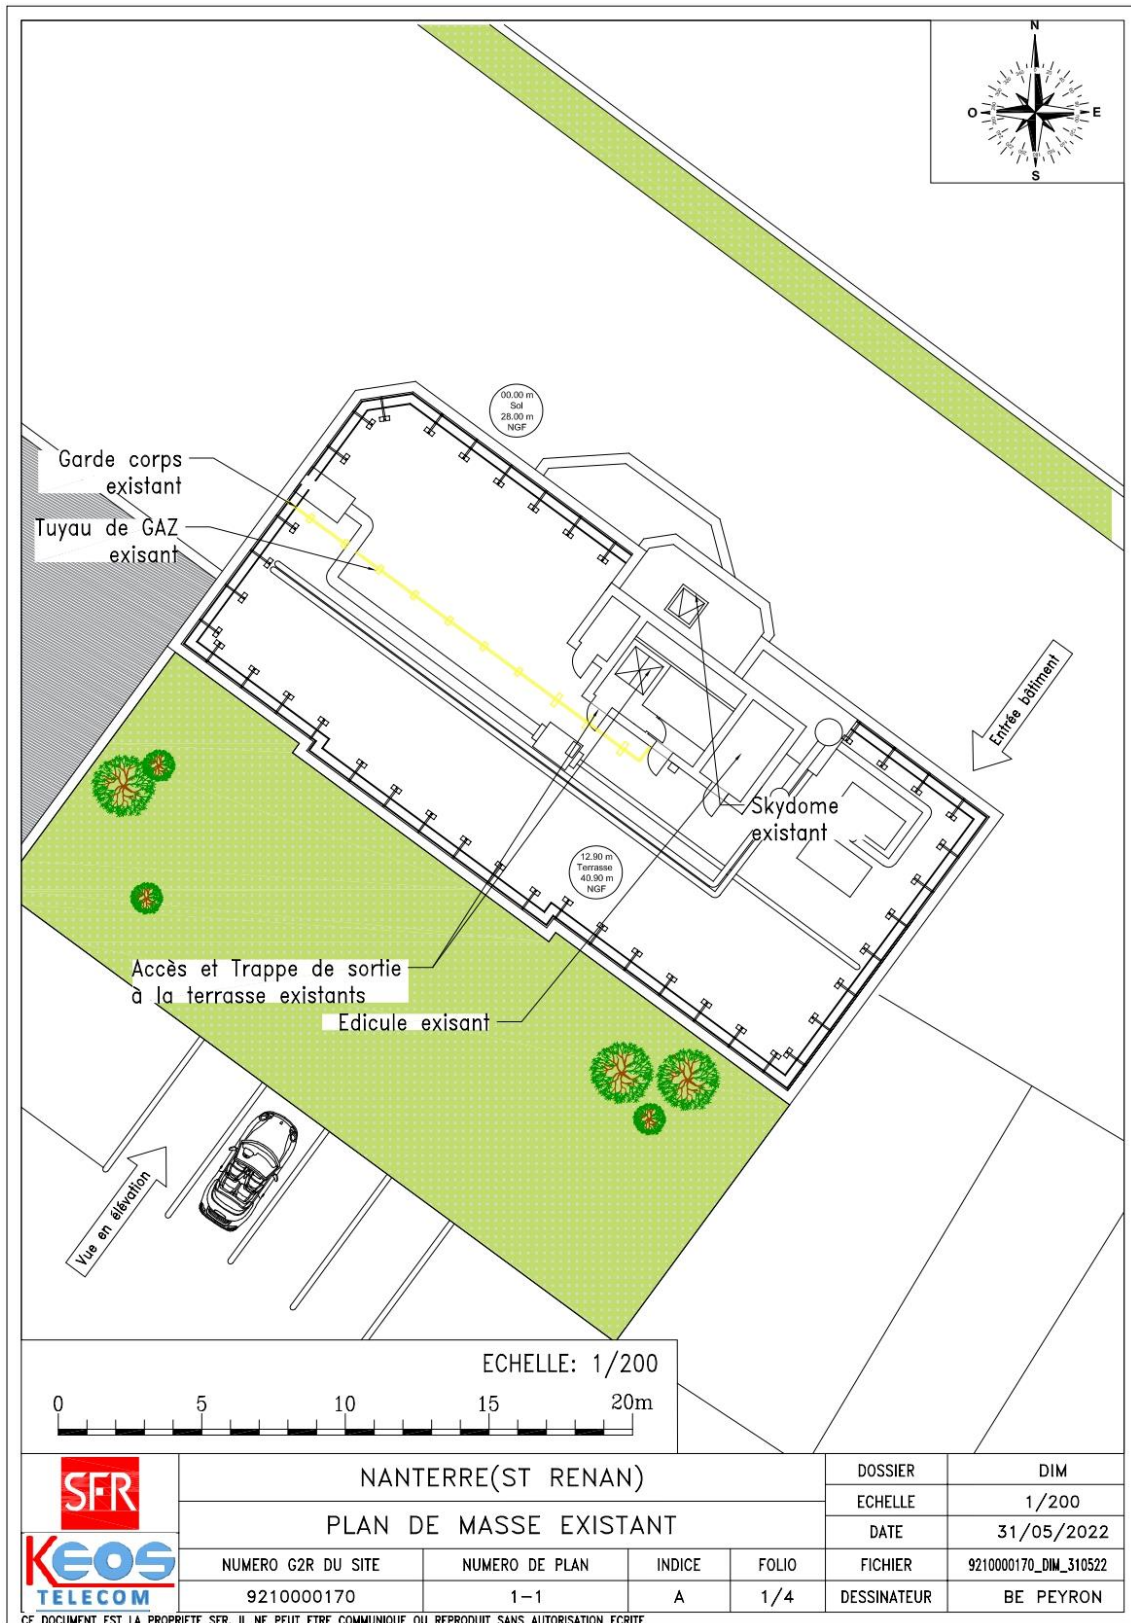 N
O
E
S
00.00 m
Sol
28.00 m
NGF
Garde corps
existant
Tuyau de GAZ
exisant
Entrée bâtiment
Skydome
existant
12.90 m
Terrasse
40.90 m
NGF
Accès et Trappe de sortie
à la terrasse existants
Edicule exisant
Vue en élévation
ECHELLE: 1/200
0 5 10 15 20m
SFR
KEOS
TELECOM
NANTERRE(ST RENAN)
PLAN DE MASSE EXISTANT
NUMERO G2R DU SITE
NUMERO DE PLAN
INDICE
FOLIO
9210000170
1-1
A
1/4
DOSSIER
DIM
ECHELLE
1/200
DATE
31/05/2022
FICHIER
9210000170_DIM_310522
DESSINATEUR
BE PEYRON
CE DOCUMENT EST LA PROPRIETE SFR, IL NE PEUT ETRE COMMUNIQUE OU REPRODUIT SANS AUTORISATION ECRITE